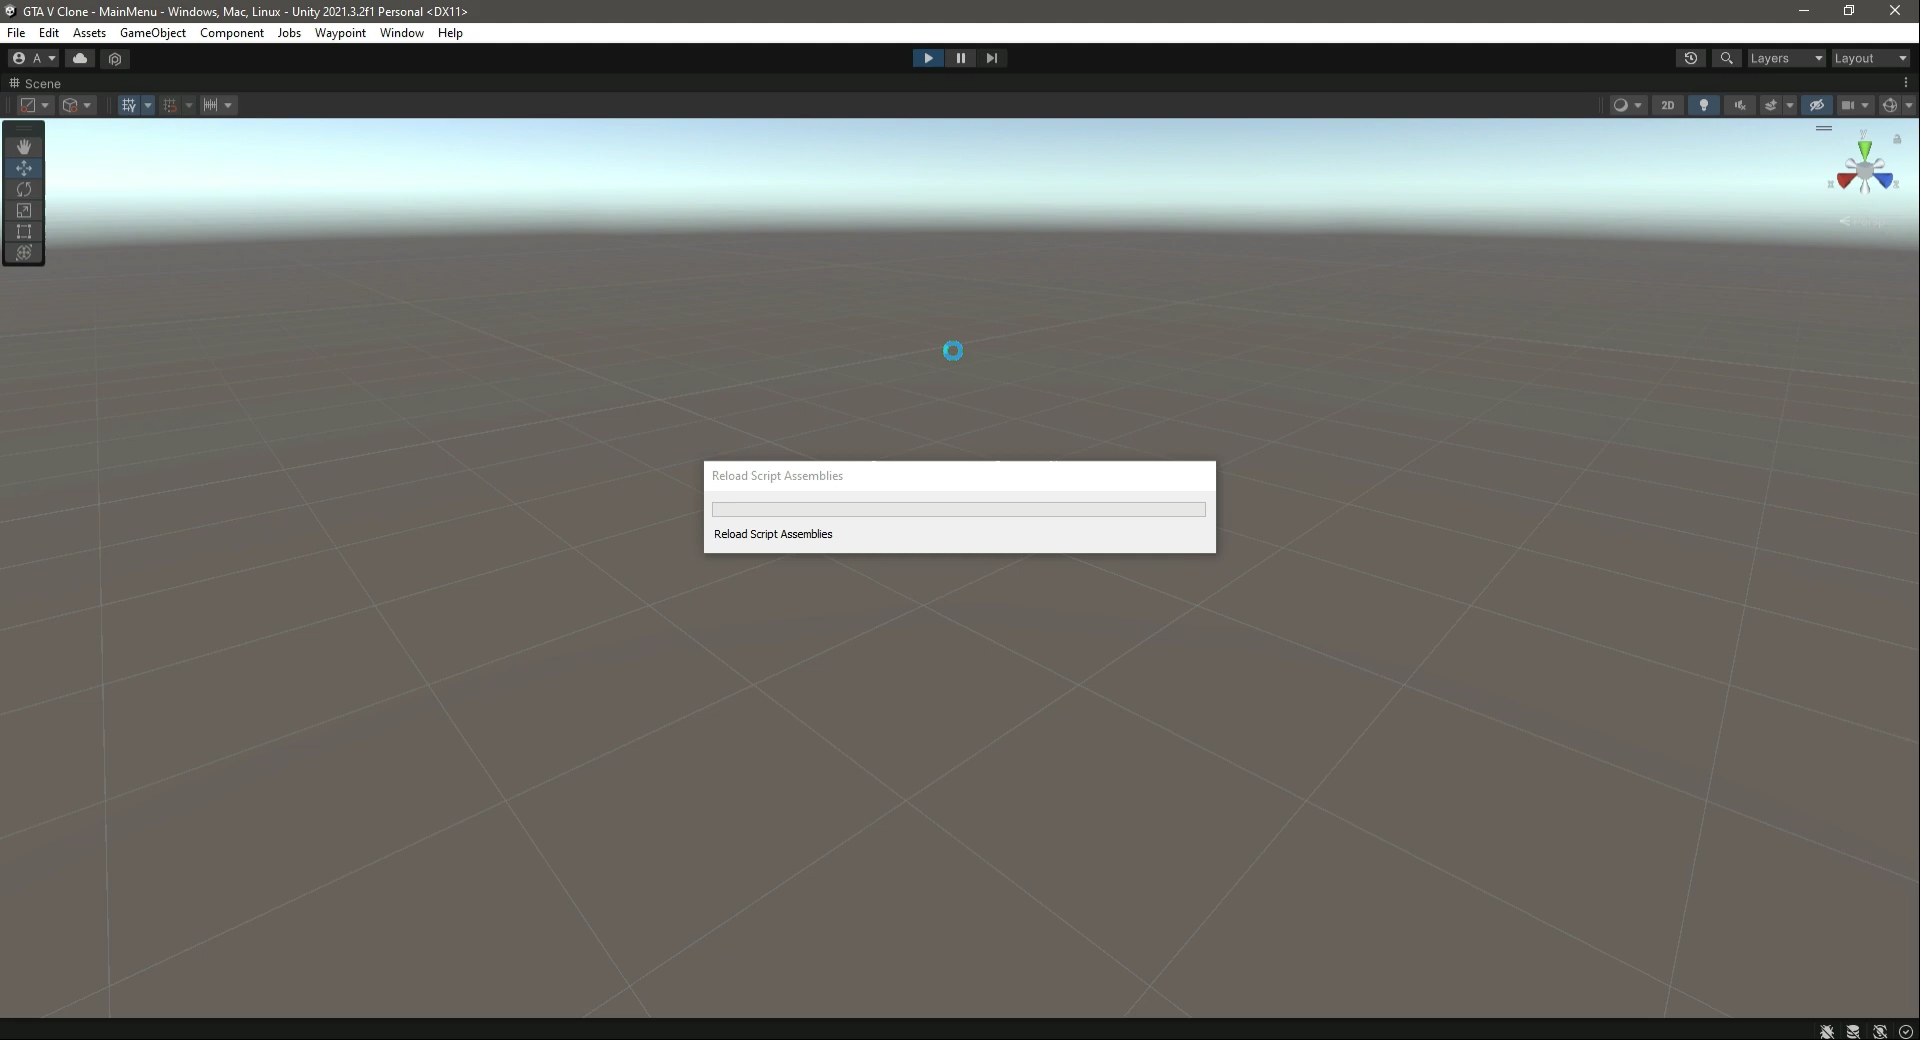 GTA V Clone - MainMenu - Windows, Mac, Linux - Unity 2021.3.2f1 Personal <DX11>
File Edit Assets GameObject Component Jobs Waypoint Window Help
A Layers Layout
Scene
2D
y
x z
Persp
Reload Script Assemblies
Reload Script Assemblies